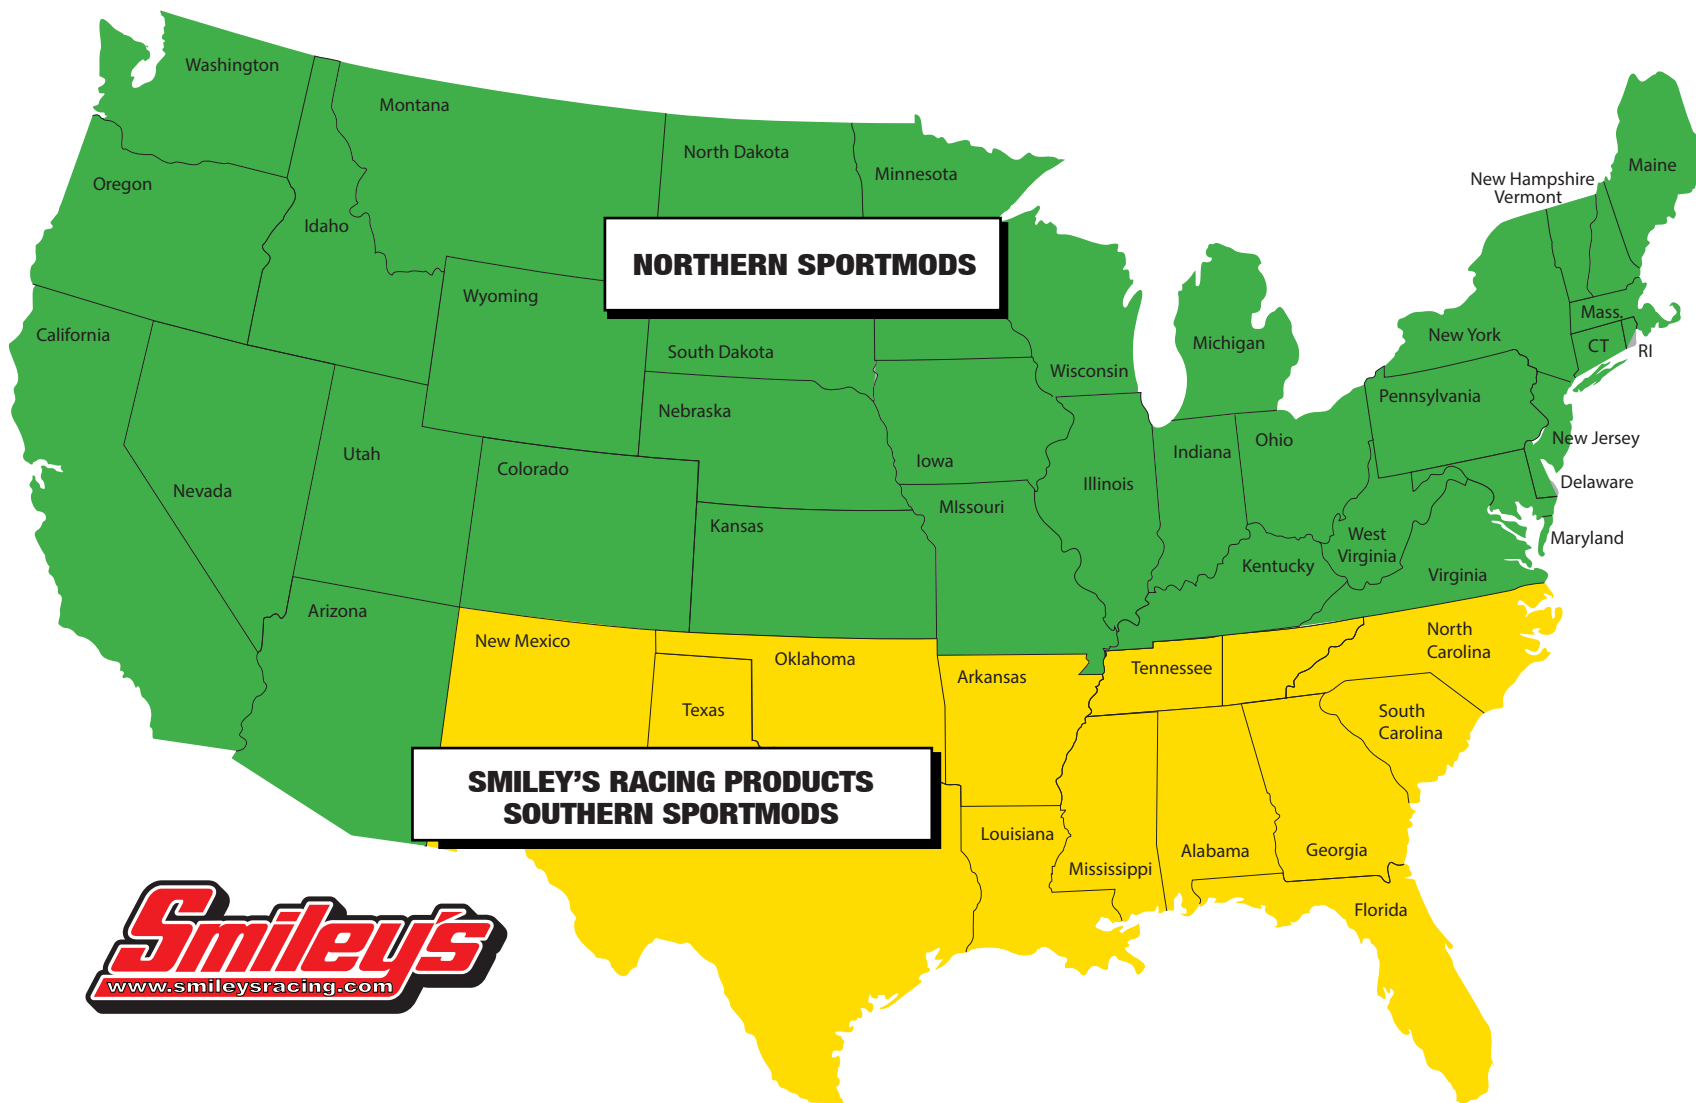 Washington
Montana
North Dakota
Minnesota
Maine
New Hampshire
Vermont
Oregon
Idaho
NORTHERN SPORTMODS
Wyoming
California
South Dakota
Wisconsin
Michigan
New York
Mass.
CT
RI
Nebraska
Pennsylvania
New Jersey
Utah
Colorado
Nevada
Iowa
Illinois
Indiana
Ohio
Delaware
Kansas
MIssouri
West
Virginia
Maryland
Kentucky
Virginia
Arizona
New Mexico
Oklahoma
Arkansas
Tennessee
North
Carolina
Texas
South
Carolina
SMILEY'S RACING PRODUCTS
SOUTHERN SPORTMODS
Louisiana
Mississippi
Alabama
Georgia
Florida
Smiley's
www.smileysracing.com